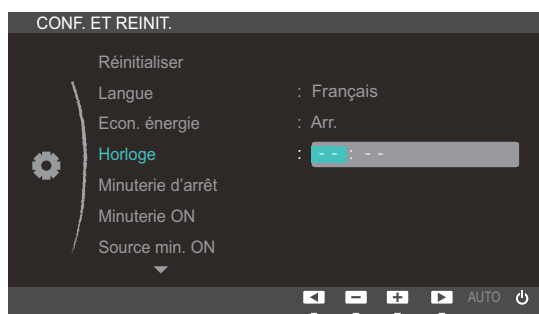 CONF. ET REINIT.
Réinitialiser
Langue : Français
Econ. énergie : Arr.
Horloge : - - : - -
Minuterie d'arrêt
Minuterie ON
Source min. ON
AUTO